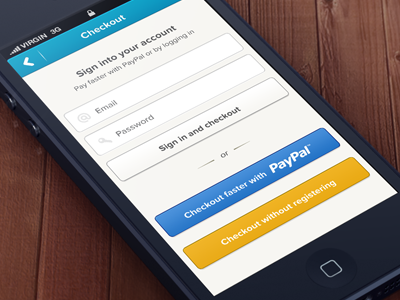 VIRGIN 3G
Checkout
Sign into your account
Pay faster with PayPal or by logging in
Email
Password
Sign in and checkout
or
Checkout faster with PayPal
Checkout without registering